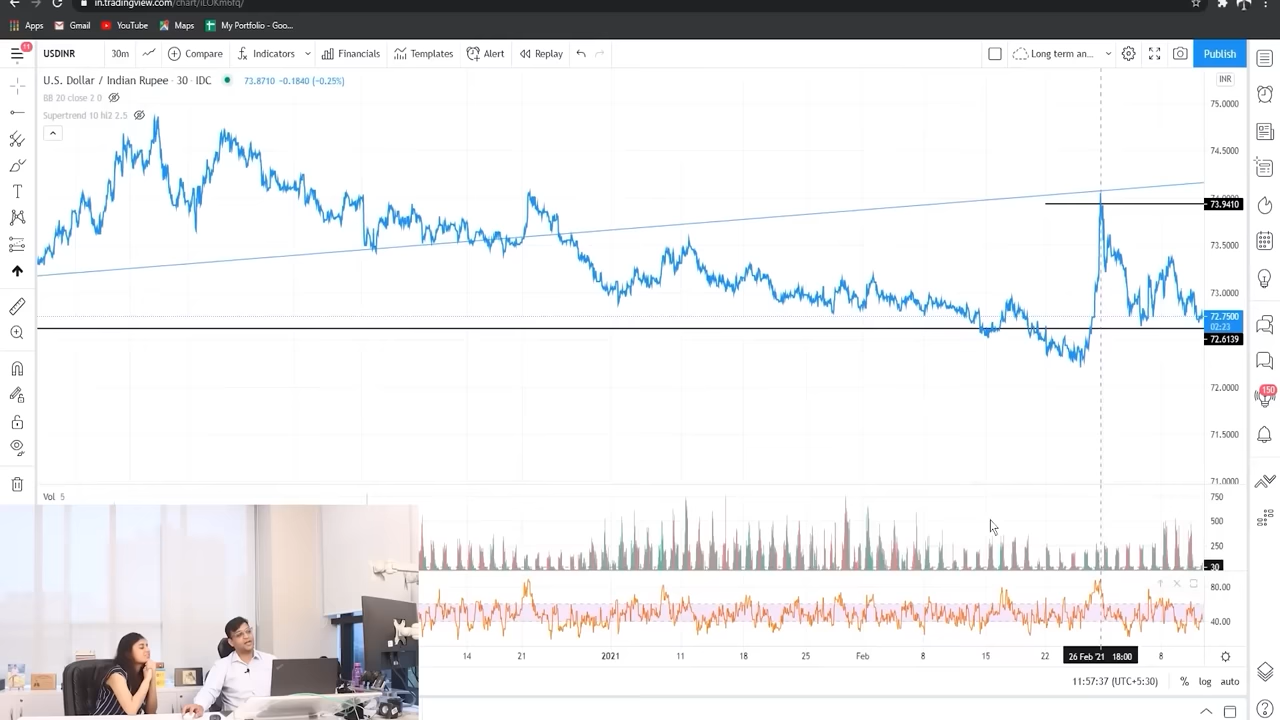 in.tradingview.com/chart/iLOKm6fq/
Apps Gmail YouTube Maps My Portfolio - Goo...
11 USDINR 30m Compare Indicators Financials Templates Alert Replay Long term an... Publish
U.S. Dollar / Indian Rupee · 30 · IDC 73.8710 -0.1840 (-0.25%) INR
BB 20 close 2 0
Supertrend 10 hl2 2.5
75.0000
74.5000
73.9410
73.5000
73.0000
72.7500
02:23
72.6139
72.0000
71.5000
71.0000
150
Vol 5
750
500
250
30
80.00
40.00
14 21 2021 11 18 25 Feb 8 15 22 26 Feb '21 18:00 8
11:57:37 (UTC+5:30) % log auto